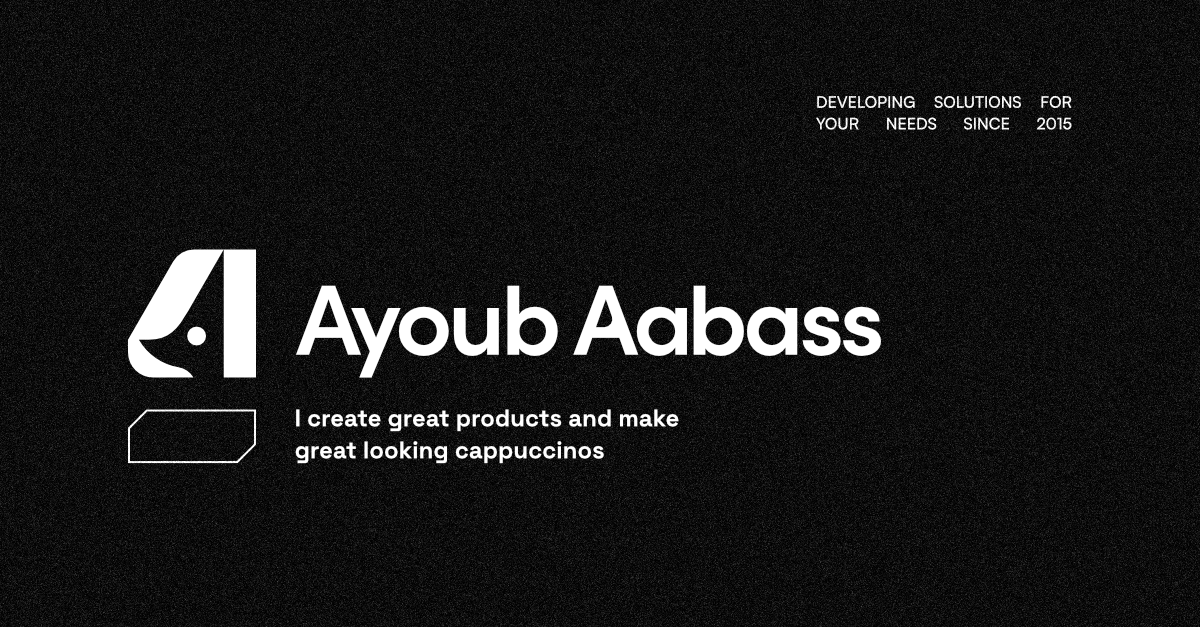 DEVELOPING SOLUTIONS FOR
YOUR NEEDS SINCE 2015
Ayoub Aabass
I create great products and make
great looking cappuccinos